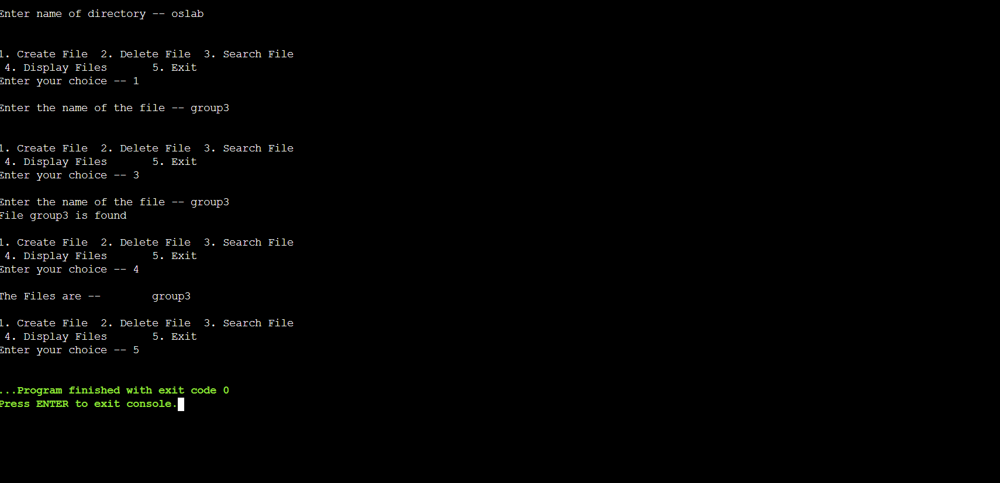 Enter name of directory -- oslab
1. Create File  2. Delete File  3. Search File
4. Display Files       5. Exit
Enter your choice -- 1
Enter the name of the file -- group3
1. Create File  2. Delete File  3. Search File
4. Display Files       5. Exit
Enter your choice -- 3
Enter the name of the file -- group3
File group3 is found
1. Create File  2. Delete File  3. Search File
4. Display Files       5. Exit
Enter your choice -- 4
The Files are --        group3
1. Create File  2. Delete File  3. Search File
4. Display Files       5. Exit
Enter your choice -- 5
...Program finished with exit code 0
Press ENTER to exit console.